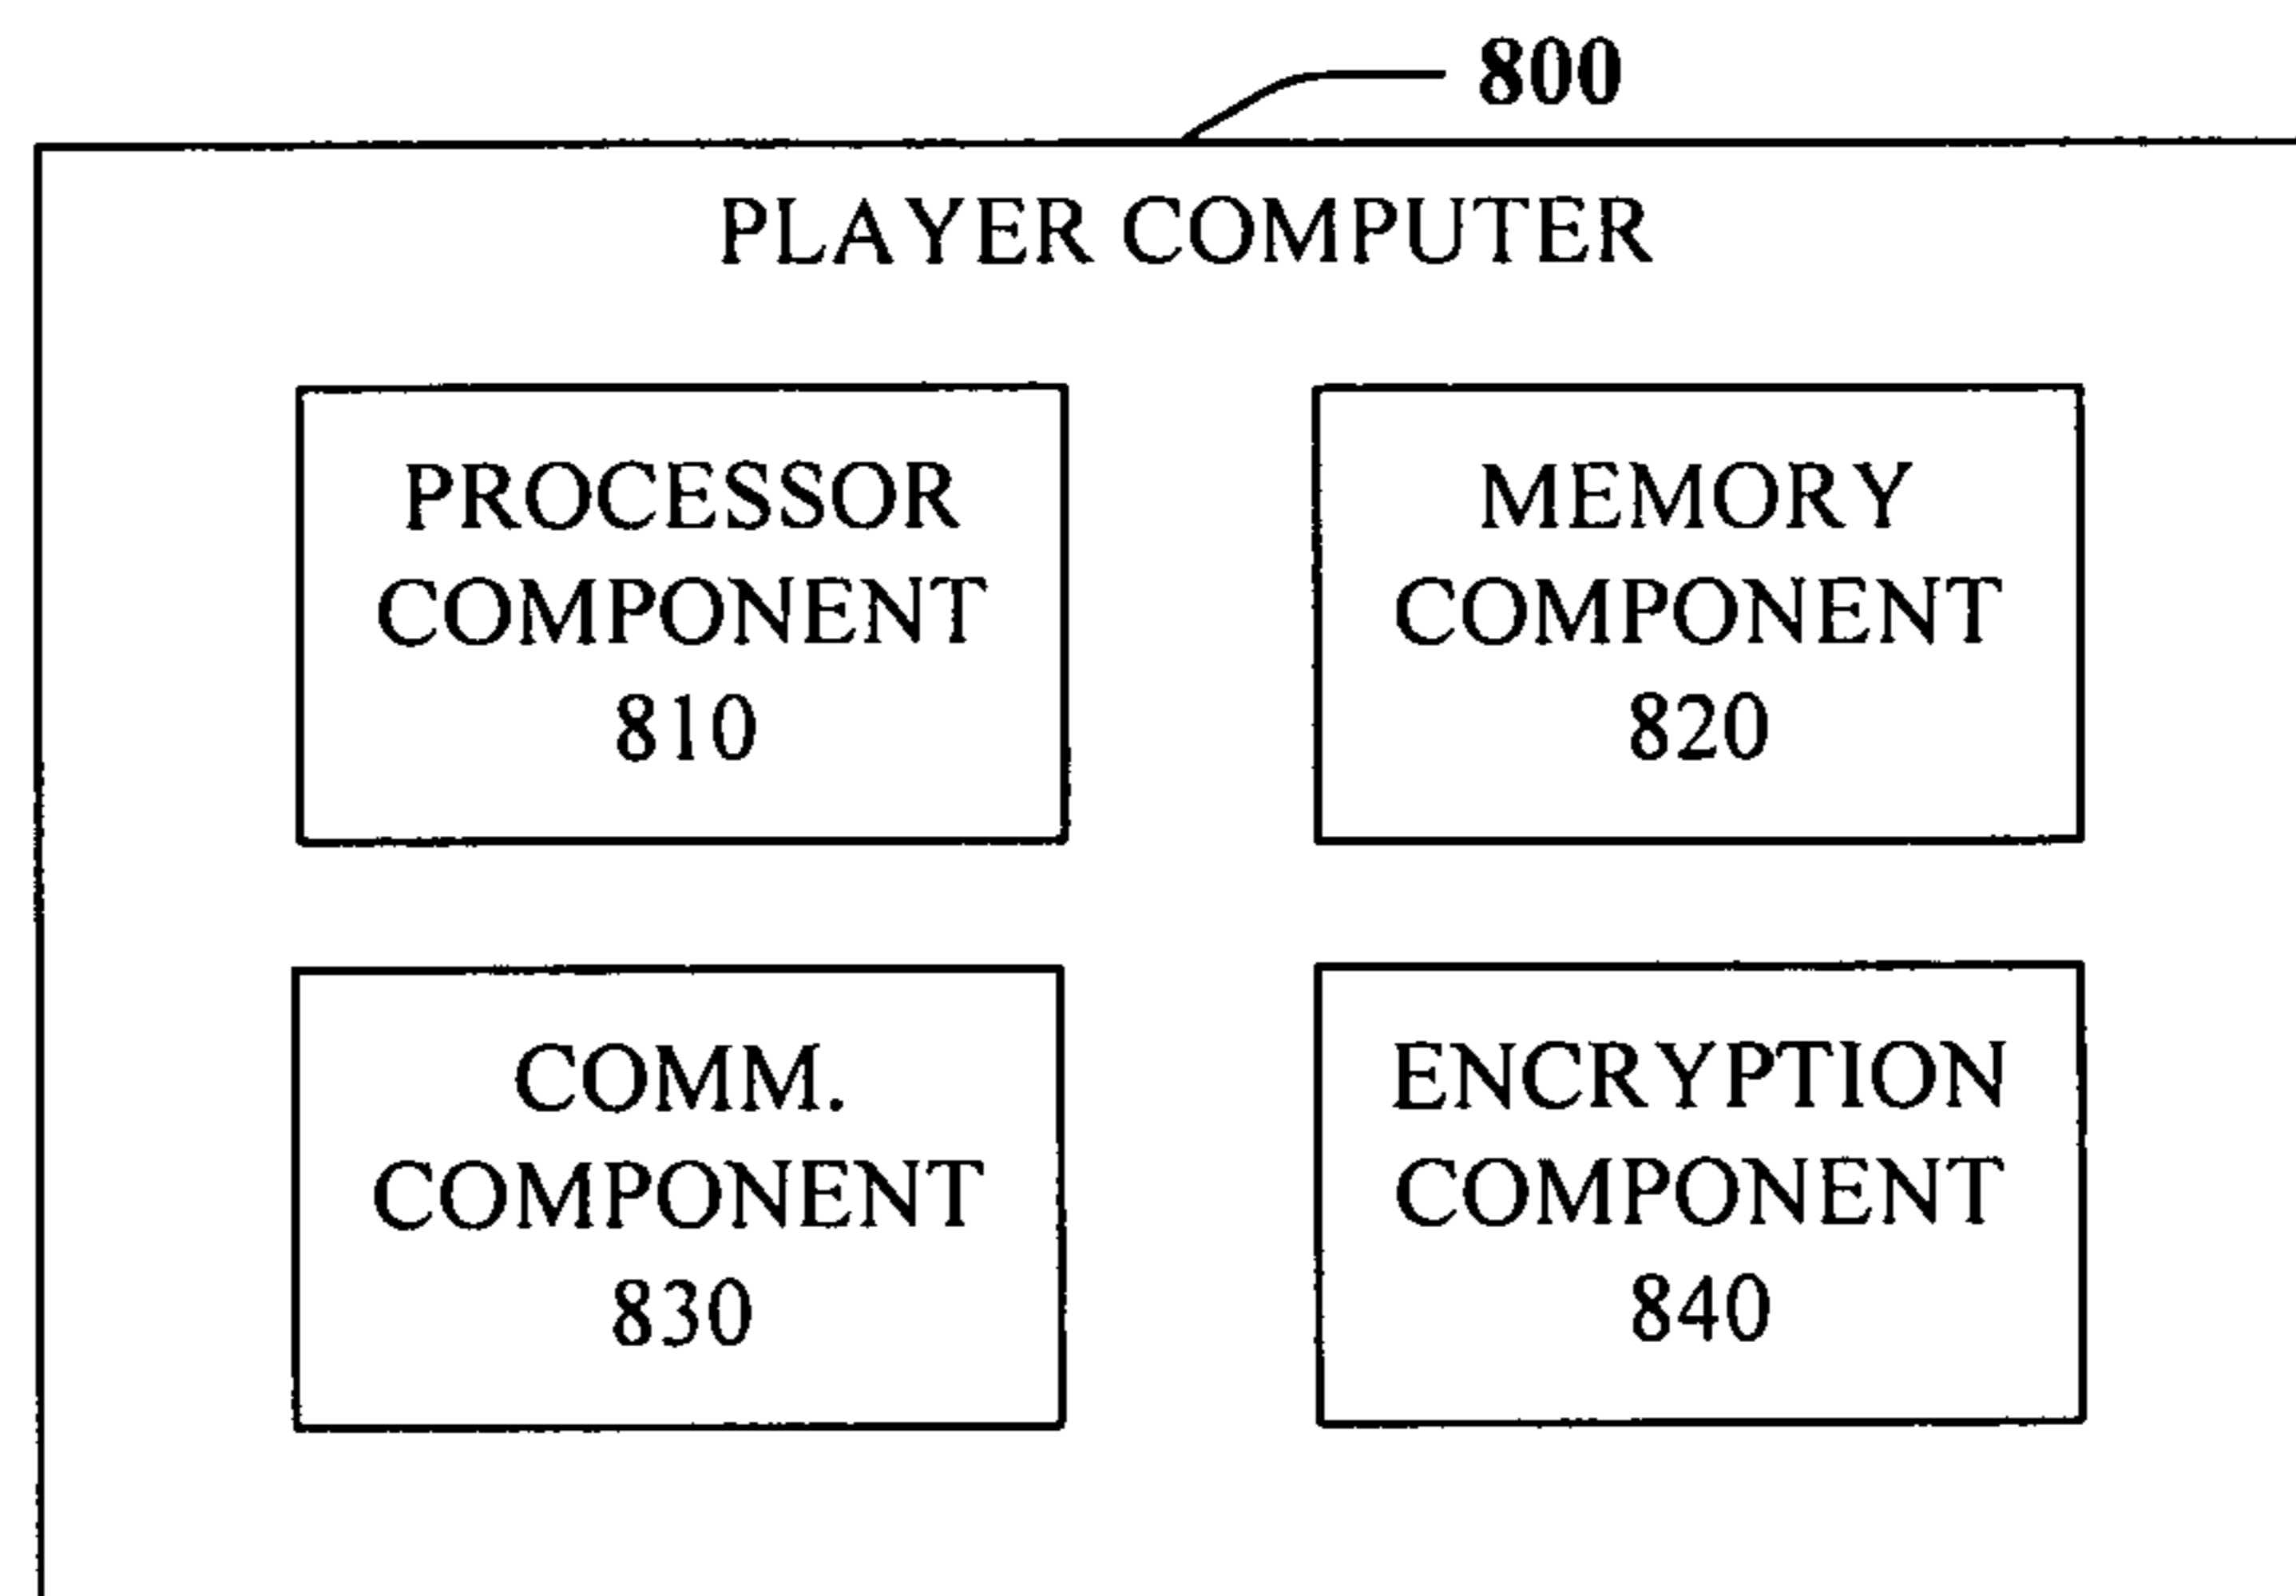 800
PLAYER COMPUTER
PROCESSOR
COMPONENT
810
MEMORY
COMPONENT
820
COMM.
COMPONENT
830
ENCRYPTION
COMPONENT
840